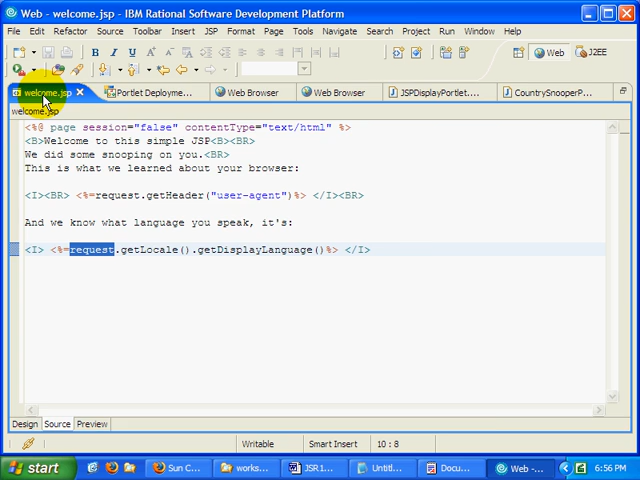 Web - welcome.jsp - IBM Rational Software Development Platform
File Edit Refactor Source Toolbar Insert JSP Format Page Tools Navigate Search Project Run Window Help
B I U Web J2EE
welcome.jsp Portlet Deployme... Web Browser Web Browser JSPDisplayPortlet.... CountrySnooperP...
welcome.jsp
<%@ page session="false" contentType="text/html" %>
<B>Welcome to this simple JSP<B><BR>
We did some snooping on you.<BR>
This is what we learned about your browser:
<I><BR> <%=request.getHeader("user-agent")%> </I><BR>
And we know what language you speak, it's:
<I> <%=request.getLocale().getDisplayLanguage()%> </I>
Design Source Preview
Writable Smart Insert 10 : 8
start Sun C... works... JSR1... Untitl... Docu... Web -... 6:56 PM